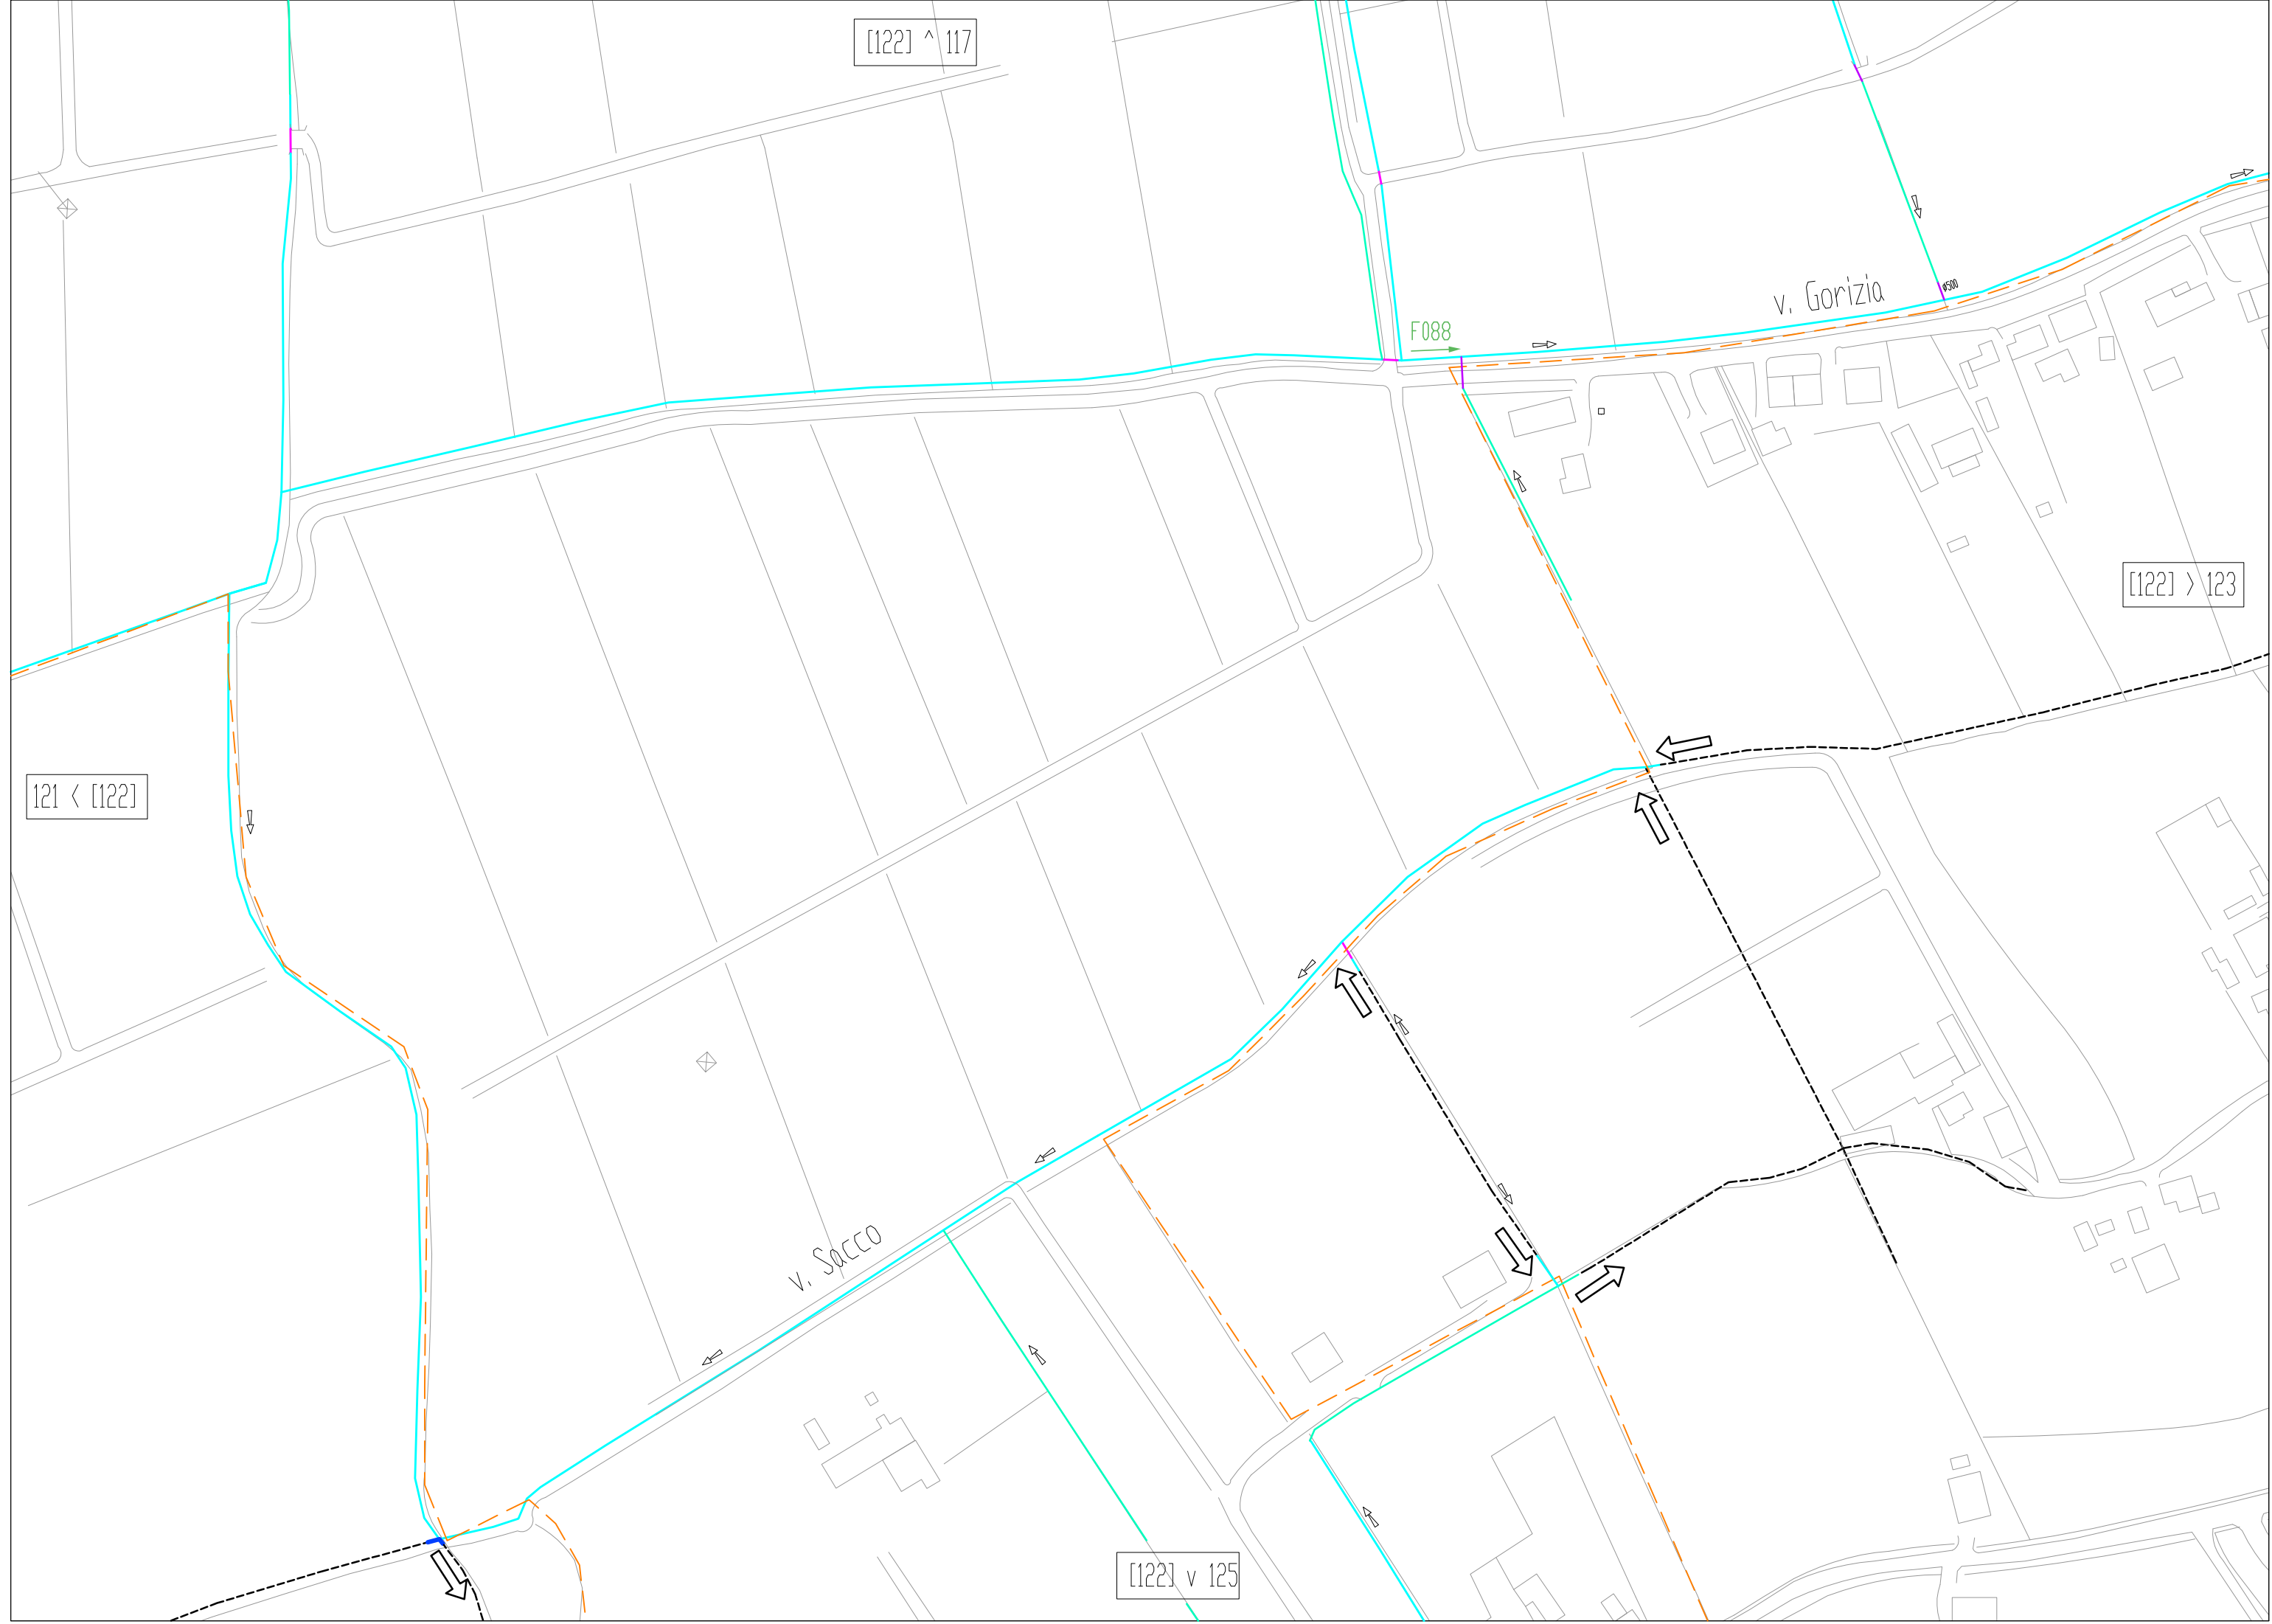 [122] ^ 117
v. Gorizia
ø500
F088
[122] > 123
121 < [122]
v. Sacco
[122] v 125